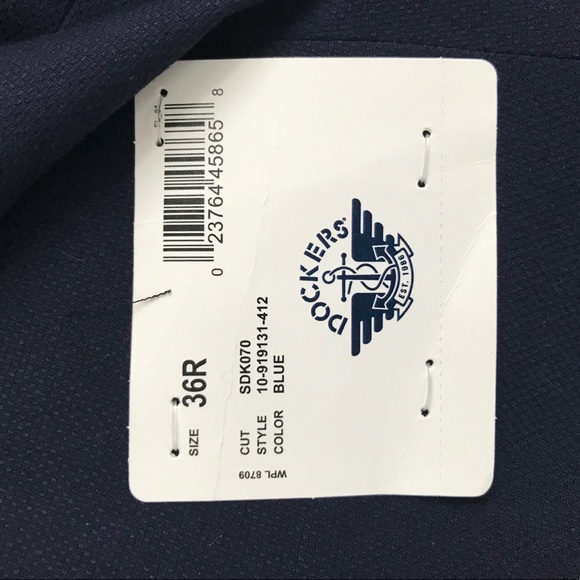 DOCKERS®
EST. 1986
0 23764 45865 8
SIZE 36R
CUT SDK070
STYLE 10-919131-412
COLOR BLUE
WPL 8709